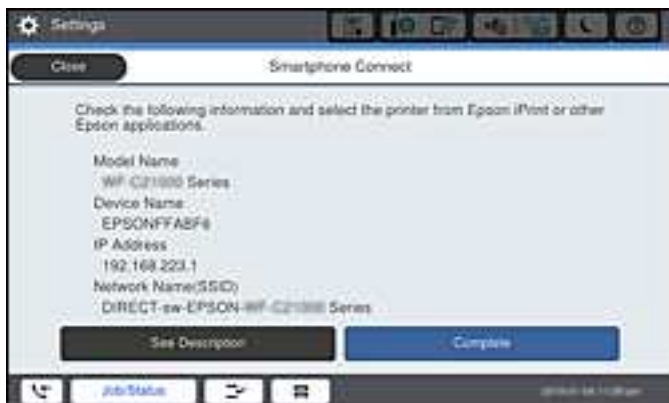 Settings
Close
Smartphone Connect
Check the following information and select the printer from Epson iPrint or other
Epson applications.
Model Name
Series
Device Name
EPSONFFABF6
IP Address
192.168.223.1
Network Name(SSID)
DIRECT-sw-EPSON- Series
See Description
Complete
Job/Status